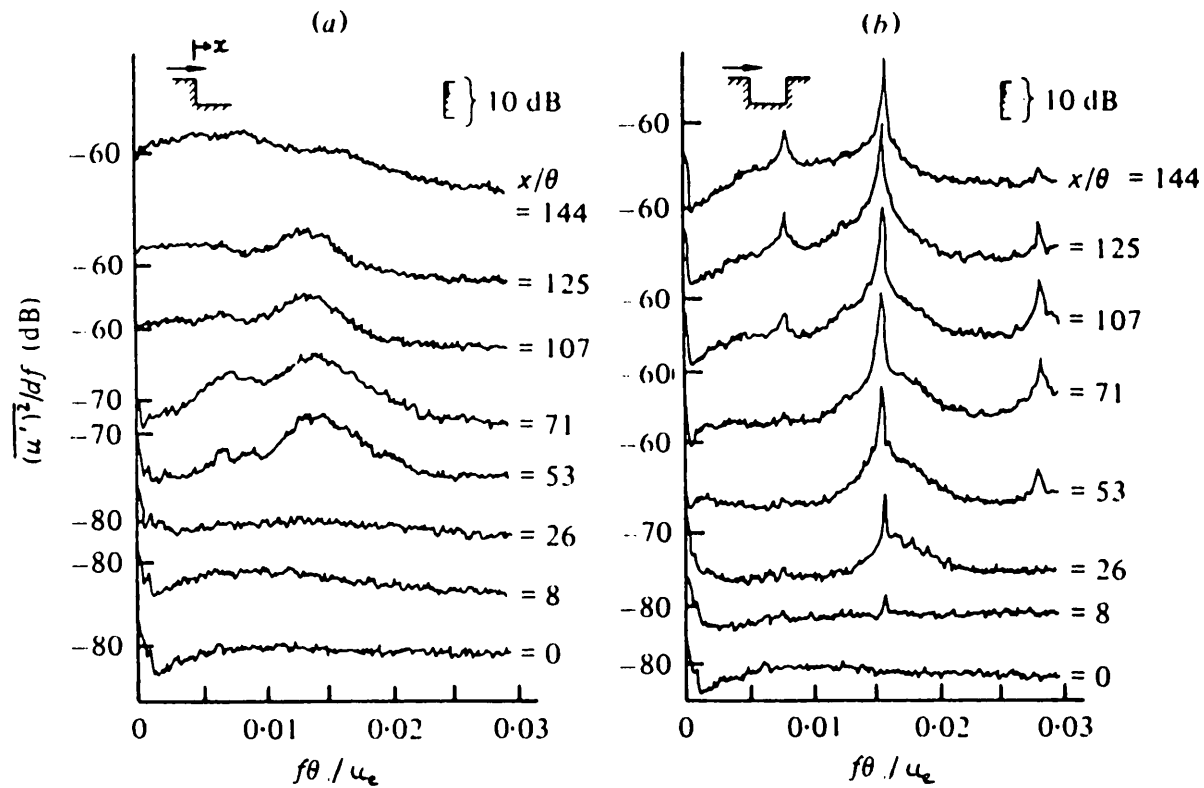 (a)
x
10 dB
-60
x/θ
= 144
-60
= 125
-60
= 107
-70
= 71
-70
= 53
-80
= 26
-80
= 8
-80
= 0
(u')²/df (dB)
0 0·01 0·02 0·03
fθ / u_e
(b)
10 dB
-60
x/θ = 144
-60
= 125
-60
= 107
-60
= 71
-60
= 53
-70
= 26
-80
= 8
-80
= 0
0 0·01 0·02 0·03
fθ / u_e